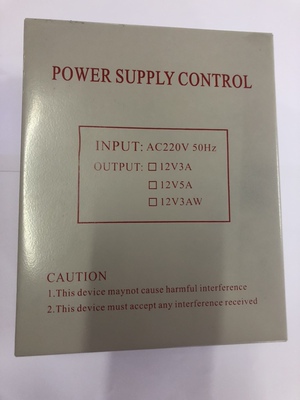 POWER SUPPLY CONTROL
INPUT: AC220V 50Hz
OUTPUT: □ 12V3A
□ 12V5A
□ 12V3AW
CAUTION
1.This device maynot cause harmful interference
2.This device must accept any interference received